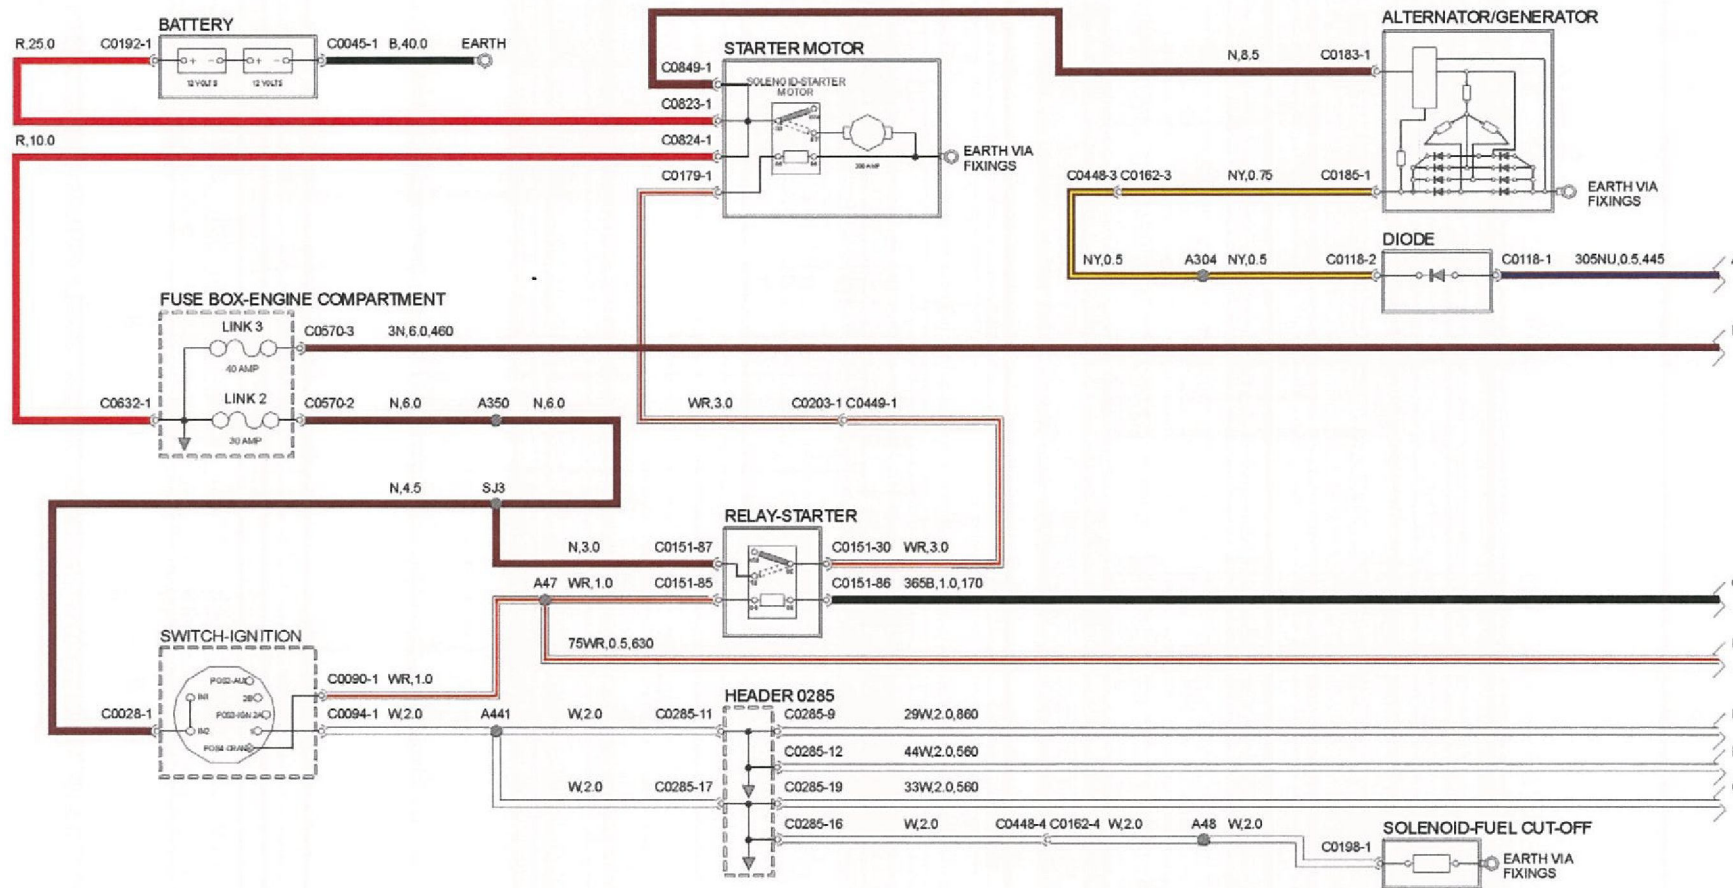 BATTERY
ALTERNATOR/GENERATOR
R,25.0 C0192-1 C0045-1 B,40.0 EARTH
12 VOLTS 12 VOLTS
STARTER MOTOR
C0849-1
SOLENOID-STARTER
MOTOR
N,8.5 C0183-1
C0823-1
R,10.0
C0824-1
EARTH VIA
FIXINGS
C0179-1
C0448-3 C0162-3 NY,0.75 C0185-1
EARTH VIA
FIXINGS
DIODE
NY,0.5 A304 NY,0.5 C0118-2 C0118-1 305NU,0.5,445
FUSE BOX-ENGINE COMPARTMENT
LINK 3
C0570-3 3N,6.0,460
40 AMP
C0632-1 LINK 2 C0570-2 N,6.0 A350 N,6.0
30 AMP
WR,3.0 C0203-1 C0449-1
N,4.5 SJ3
RELAY-STARTER
N,3.0 C0151-87 C0151-30 WR,3.0
A47 WR,1.0 C0151-85 C0151-86 365B,1.0,170
SWITCH-IGNITION
75WR,0.5,630
C0090-1 WR,1.0
IN1 2B
HEADER 0285
C0028-1 C0094-1 W,2.0 A441 W,2.0 C0285-11 C0285-9 29W,2.0,860
IN2 1
C0285-12 44W,2.0,560
W,2.0 C0285-17 C0285-19 33W,2.0,560
C0285-16 W,2.0 C0448-4 C0162-4 W,2.0 A48 W,2.0
SOLENOID-FUEL CUT-OFF
C0198-1
EARTH VIA
FIXINGS